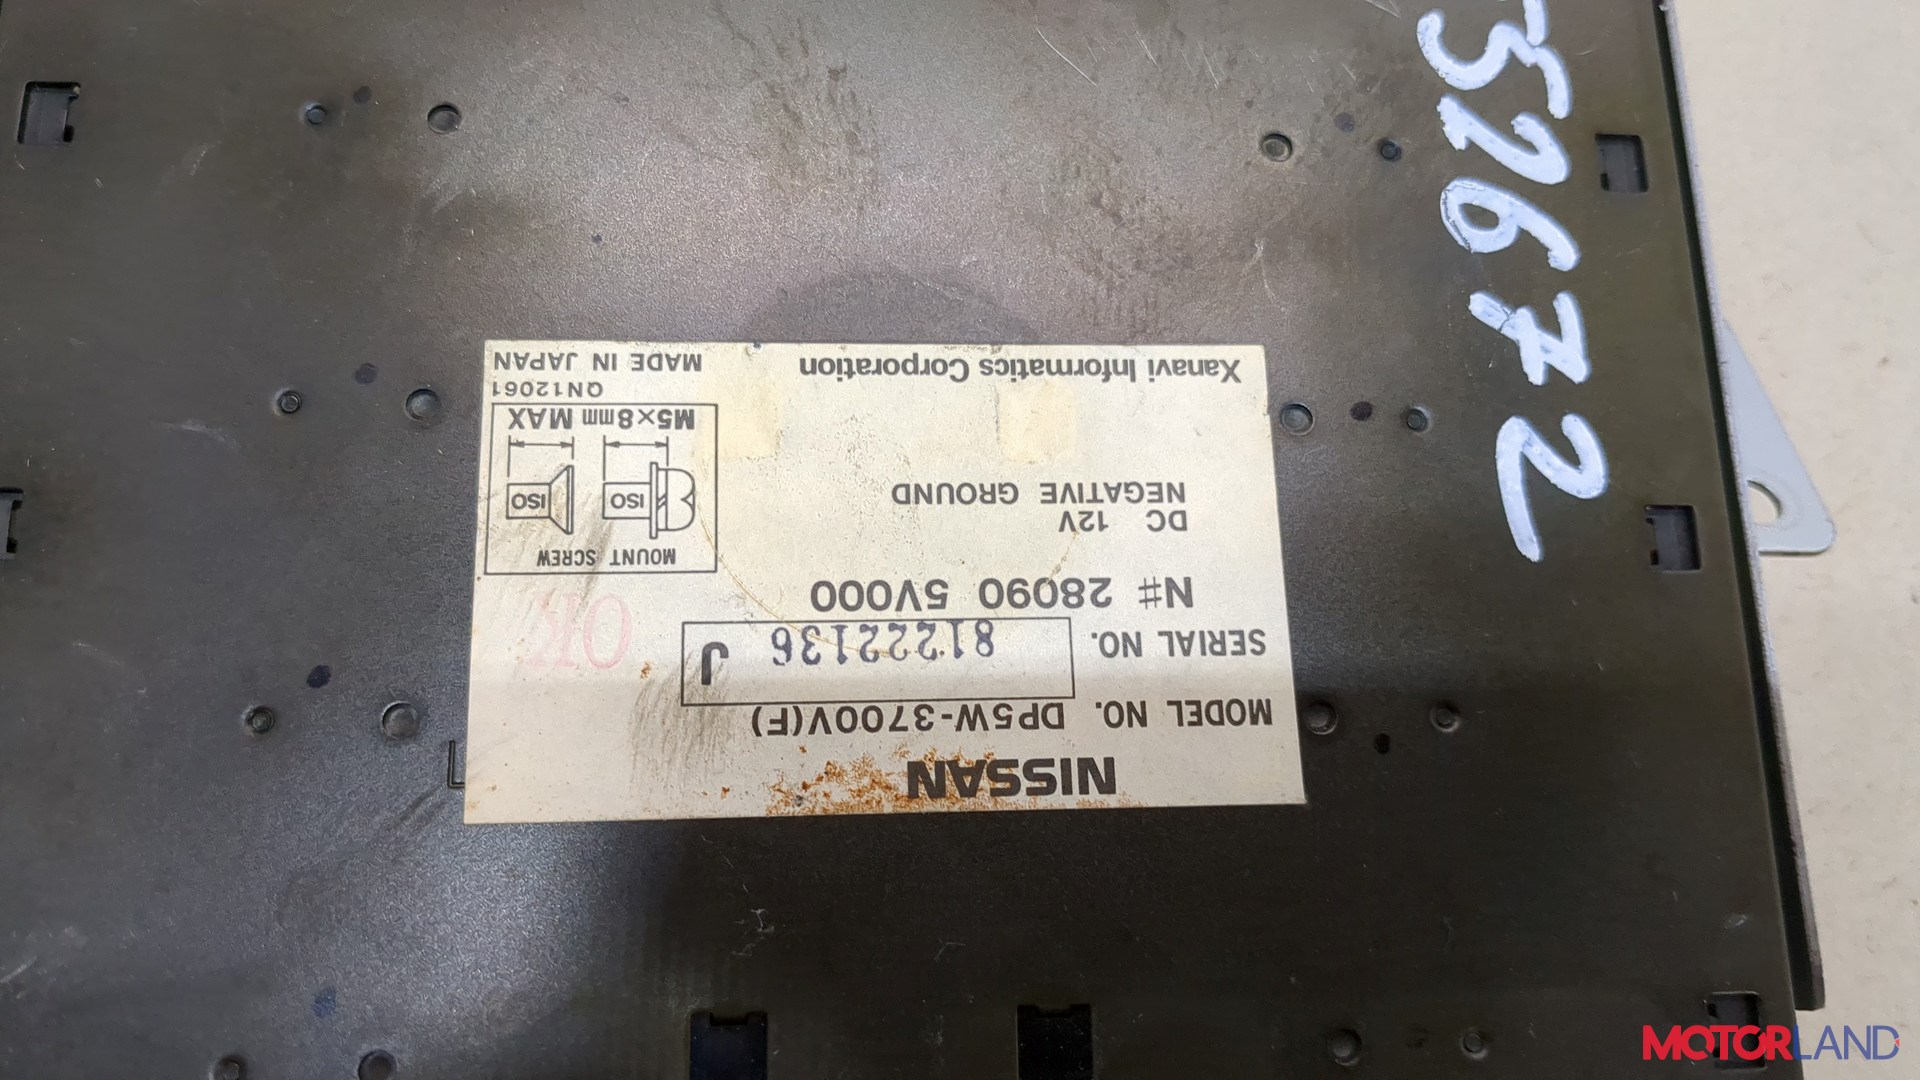 NISSAN
MODEL NO. DP5W-3700V(F)
SERIAL NO. 81222136 J
N# 28090 5V000
DC 12V
NEGATIVE GROUND
Xanavi Informatics Corporation
OK
MOUNT SCREW
ISO ISO
M5×8mm MAX
QN12061
MADE IN JAPAN
52672
MOTORLAND